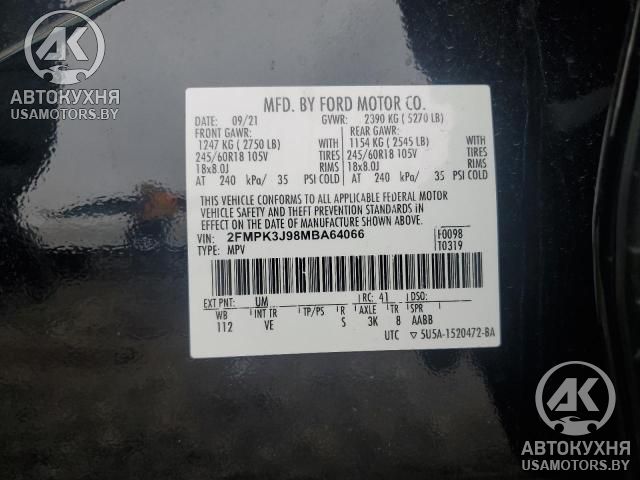 АК
АВТОКУХНЯ
USAMOTORS.BY
MFD. BY FORD MOTOR CO.
DATE: 09/21 GVWR: 2390 KG ( 5270 LB)
FRONT GAWR: REAR GAWR:
1247 KG ( 2750 LB) WITH 1154 KG ( 2545 LB) WITH
245/60R18 105V TIRES 245/60R18 105V TIRES
18x8.0J RIMS 18x8.0J RIMS
AT 240 kPa/ 35 PSI COLD AT 240 kPa/ 35 PSI COLD
THIS VEHICLE CONFORMS TO ALL APPLICABLE FEDERAL MOTOR
VEHICLE SAFETY AND THEFT PREVENTION STANDARDS IN
EFFECT ON THE DATE OF MANUFACTURE SHOWN ABOVE.
VIN: 2FMPK3J98MBA64066 F0098
TYPE: MPV T0319
EXT PNT: UM RC: 41 DSO:
WB INT TR TP/PS R AXLE TR SPR
112 VE S 3K 8 AABB
UTC ▽ 5U5A-1520472-BA
АК
АВТОКУХНЯ
USAMOTORS.BY